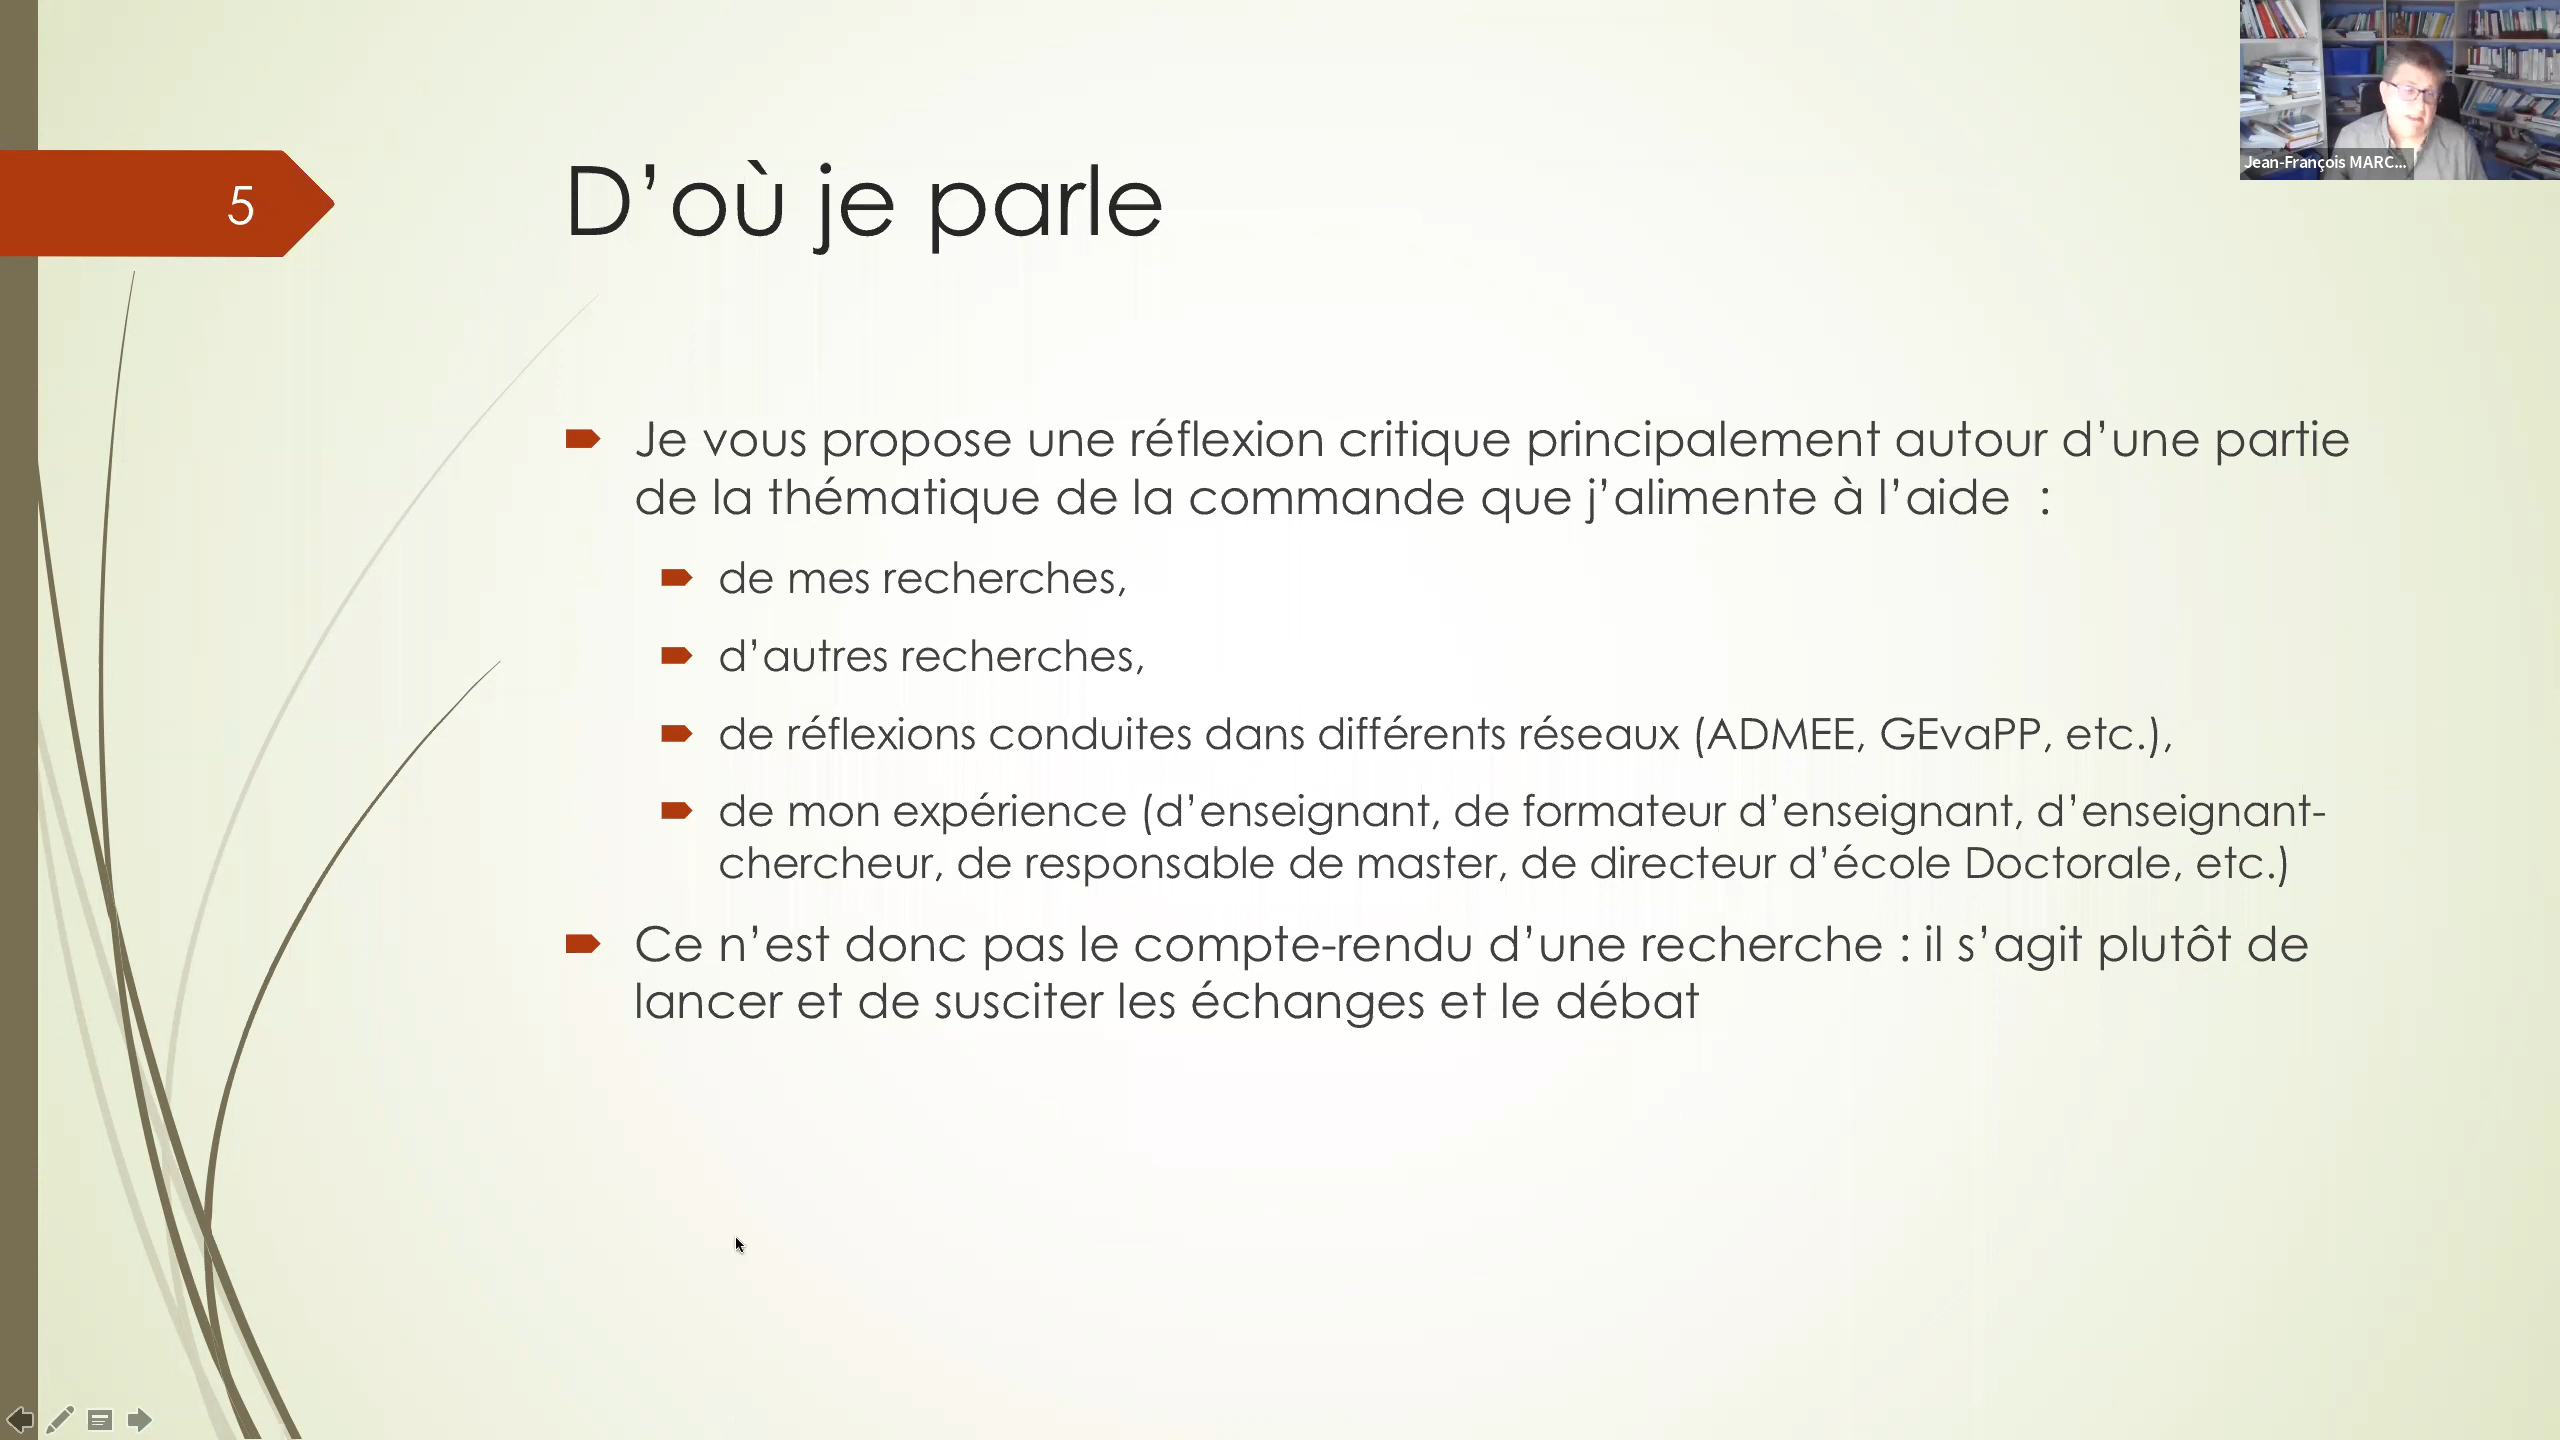 5
D’où je parle
Jean-François MARC...
Je vous propose une réflexion critique principalement autour d’une partie
de la thématique de la commande que j’alimente à l’aide  :
de mes recherches,
d’autres recherches,
de réflexions conduites dans différents réseaux (ADMEE, GEvaPP, etc.),
de mon expérience (d’enseignant, de formateur d’enseignant, d’enseignant-
chercheur, de responsable de master, de directeur d’école Doctorale, etc.)
Ce n’est donc pas le compte-rendu d’une recherche : il s’agit plutôt de
lancer et de susciter les échanges et le débat